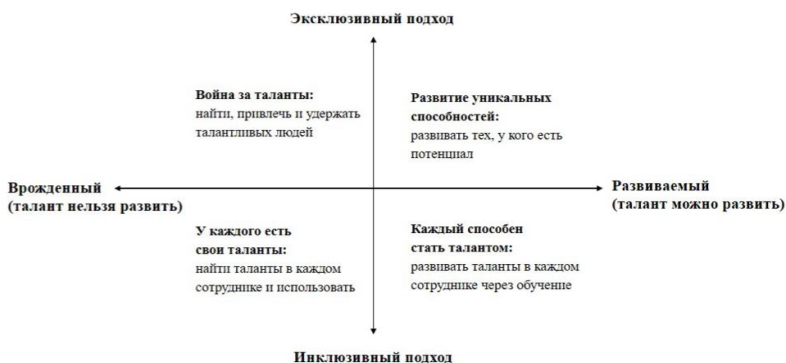 Эксклюзивный подход
Война за таланты:
найти, привлечь и удержать
талантливых людей
Развитие уникальных
способностей:
развивать тех, у кого есть
потенциал
Врожденный
(талант нельзя развить)
Развиваемый
(талант можно развить)
У каждого есть
свои таланты:
найти таланты в каждом
сотруднике и использовать
Каждый способен
стать талантом:
развивать таланты в каждом
сотруднике через обучение
Инклюзивный подход